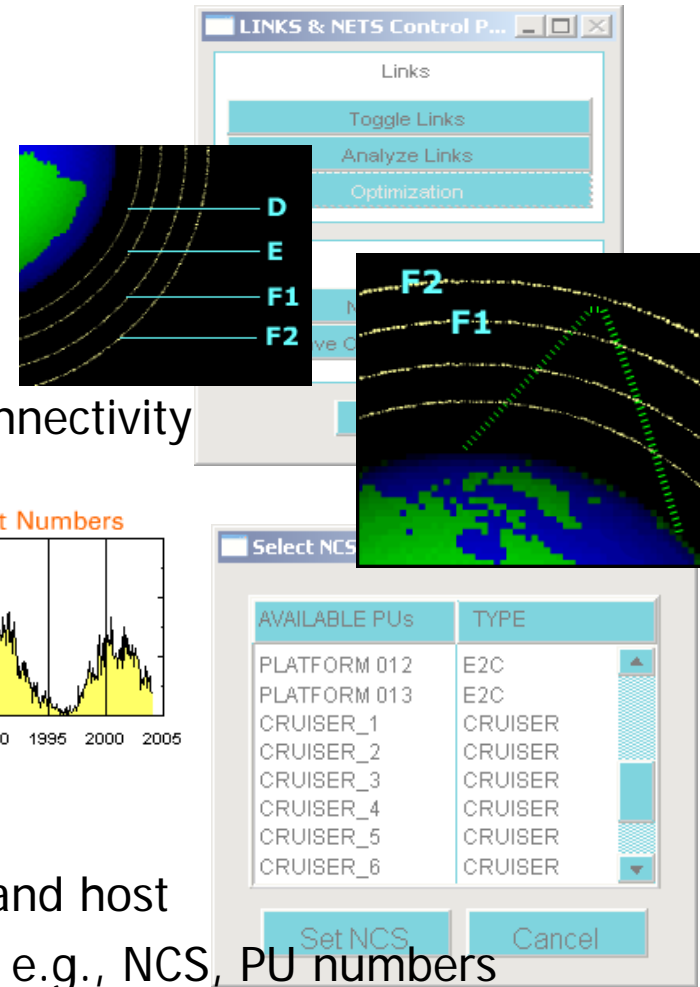 LINKS & NETS Control P...
Links
Toggle Links
Analyze Links
Optimization
D
E
F1
F2
F2
F1
nnectivity
t Numbers
0 1995 2000 2005
Select NCS
AVAILABLE PUs TYPE
PLATFORM 012 E2C
PLATFORM 013 E2C
CRUISER_1 CRUISER
CRUISER_2 CRUISER
CRUISER_3 CRUISER
CRUISER_4 CRUISER
CRUISER_5 CRUISER
CRUISER_6 CRUISER
and host
Set NCS Cancel
e.g., NCS, PU numbers